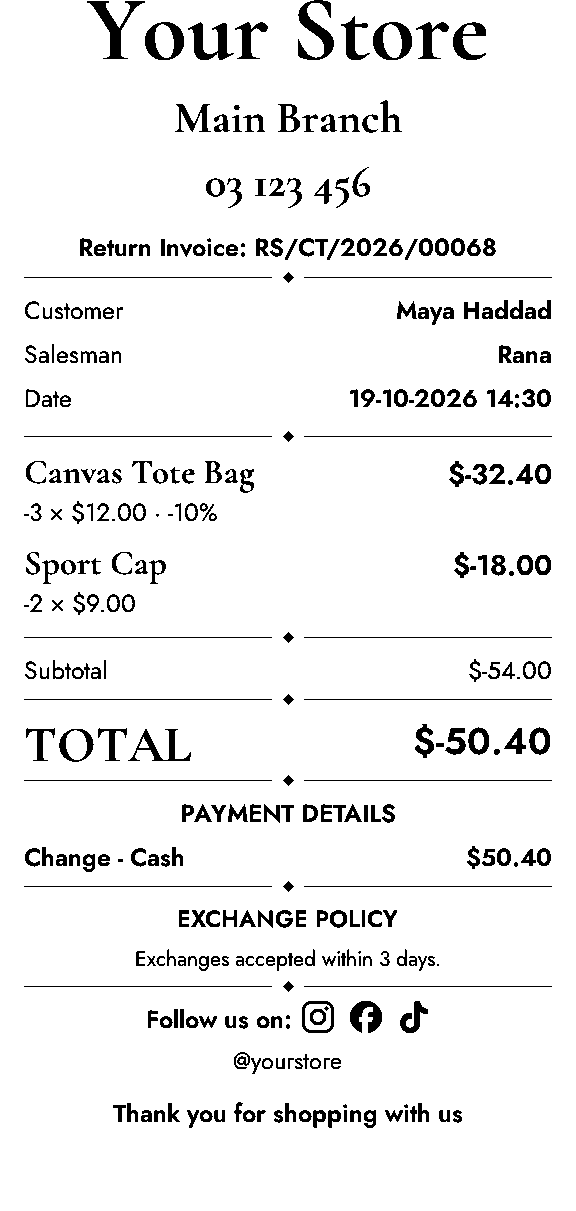 Your Store
Main Branch
03 123 456
Return Invoice: RS/CT/2026/00068
Customer Maya Haddad
Salesman Rana
Date 19-10-2026 14:30
Canvas Tote Bag $-32.40
-3 × $12.00 · -10%
Sport Cap $-18.00
-2 × $9.00
Subtotal $-54.00
TOTAL $-50.40
PAYMENT DETAILS
Change - Cash $50.40
EXCHANGE POLICY
Exchanges accepted within 3 days.
Follow us on:
@yourstore
Thank you for shopping with us